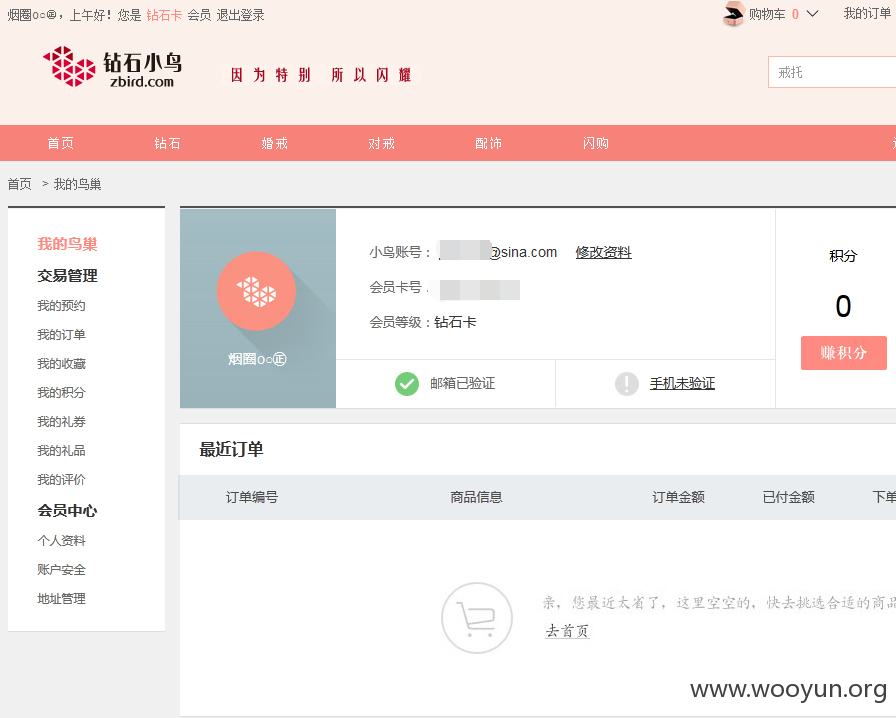 烟圈o○㊣，上午好！您是 钻石卡 会员 退出登录
购物车 0 我的订单
钻石小鸟
zbird.com
因为特别 所以闪耀
戒托
首页 钻石 婚戒 对戒 配饰 闪购
首页 > 我的鸟巢
我的鸟巢
交易管理
我的预约
我的订单
我的收藏
我的积分
我的礼券
我的礼品
我的评价
会员中心
个人资料
账户安全
地址管理
烟圈o○㊣
小鸟账号： @sina.com 修改资料
会员卡号
会员等级：钻石卡
邮箱已验证
手机未验证
积分
0
赚积分
最近订单
订单编号 商品信息 订单金额 已付金额 下单
亲，您最近太省了，这里空空的，快去挑选合适的商品
去首页
www.wooyun.org